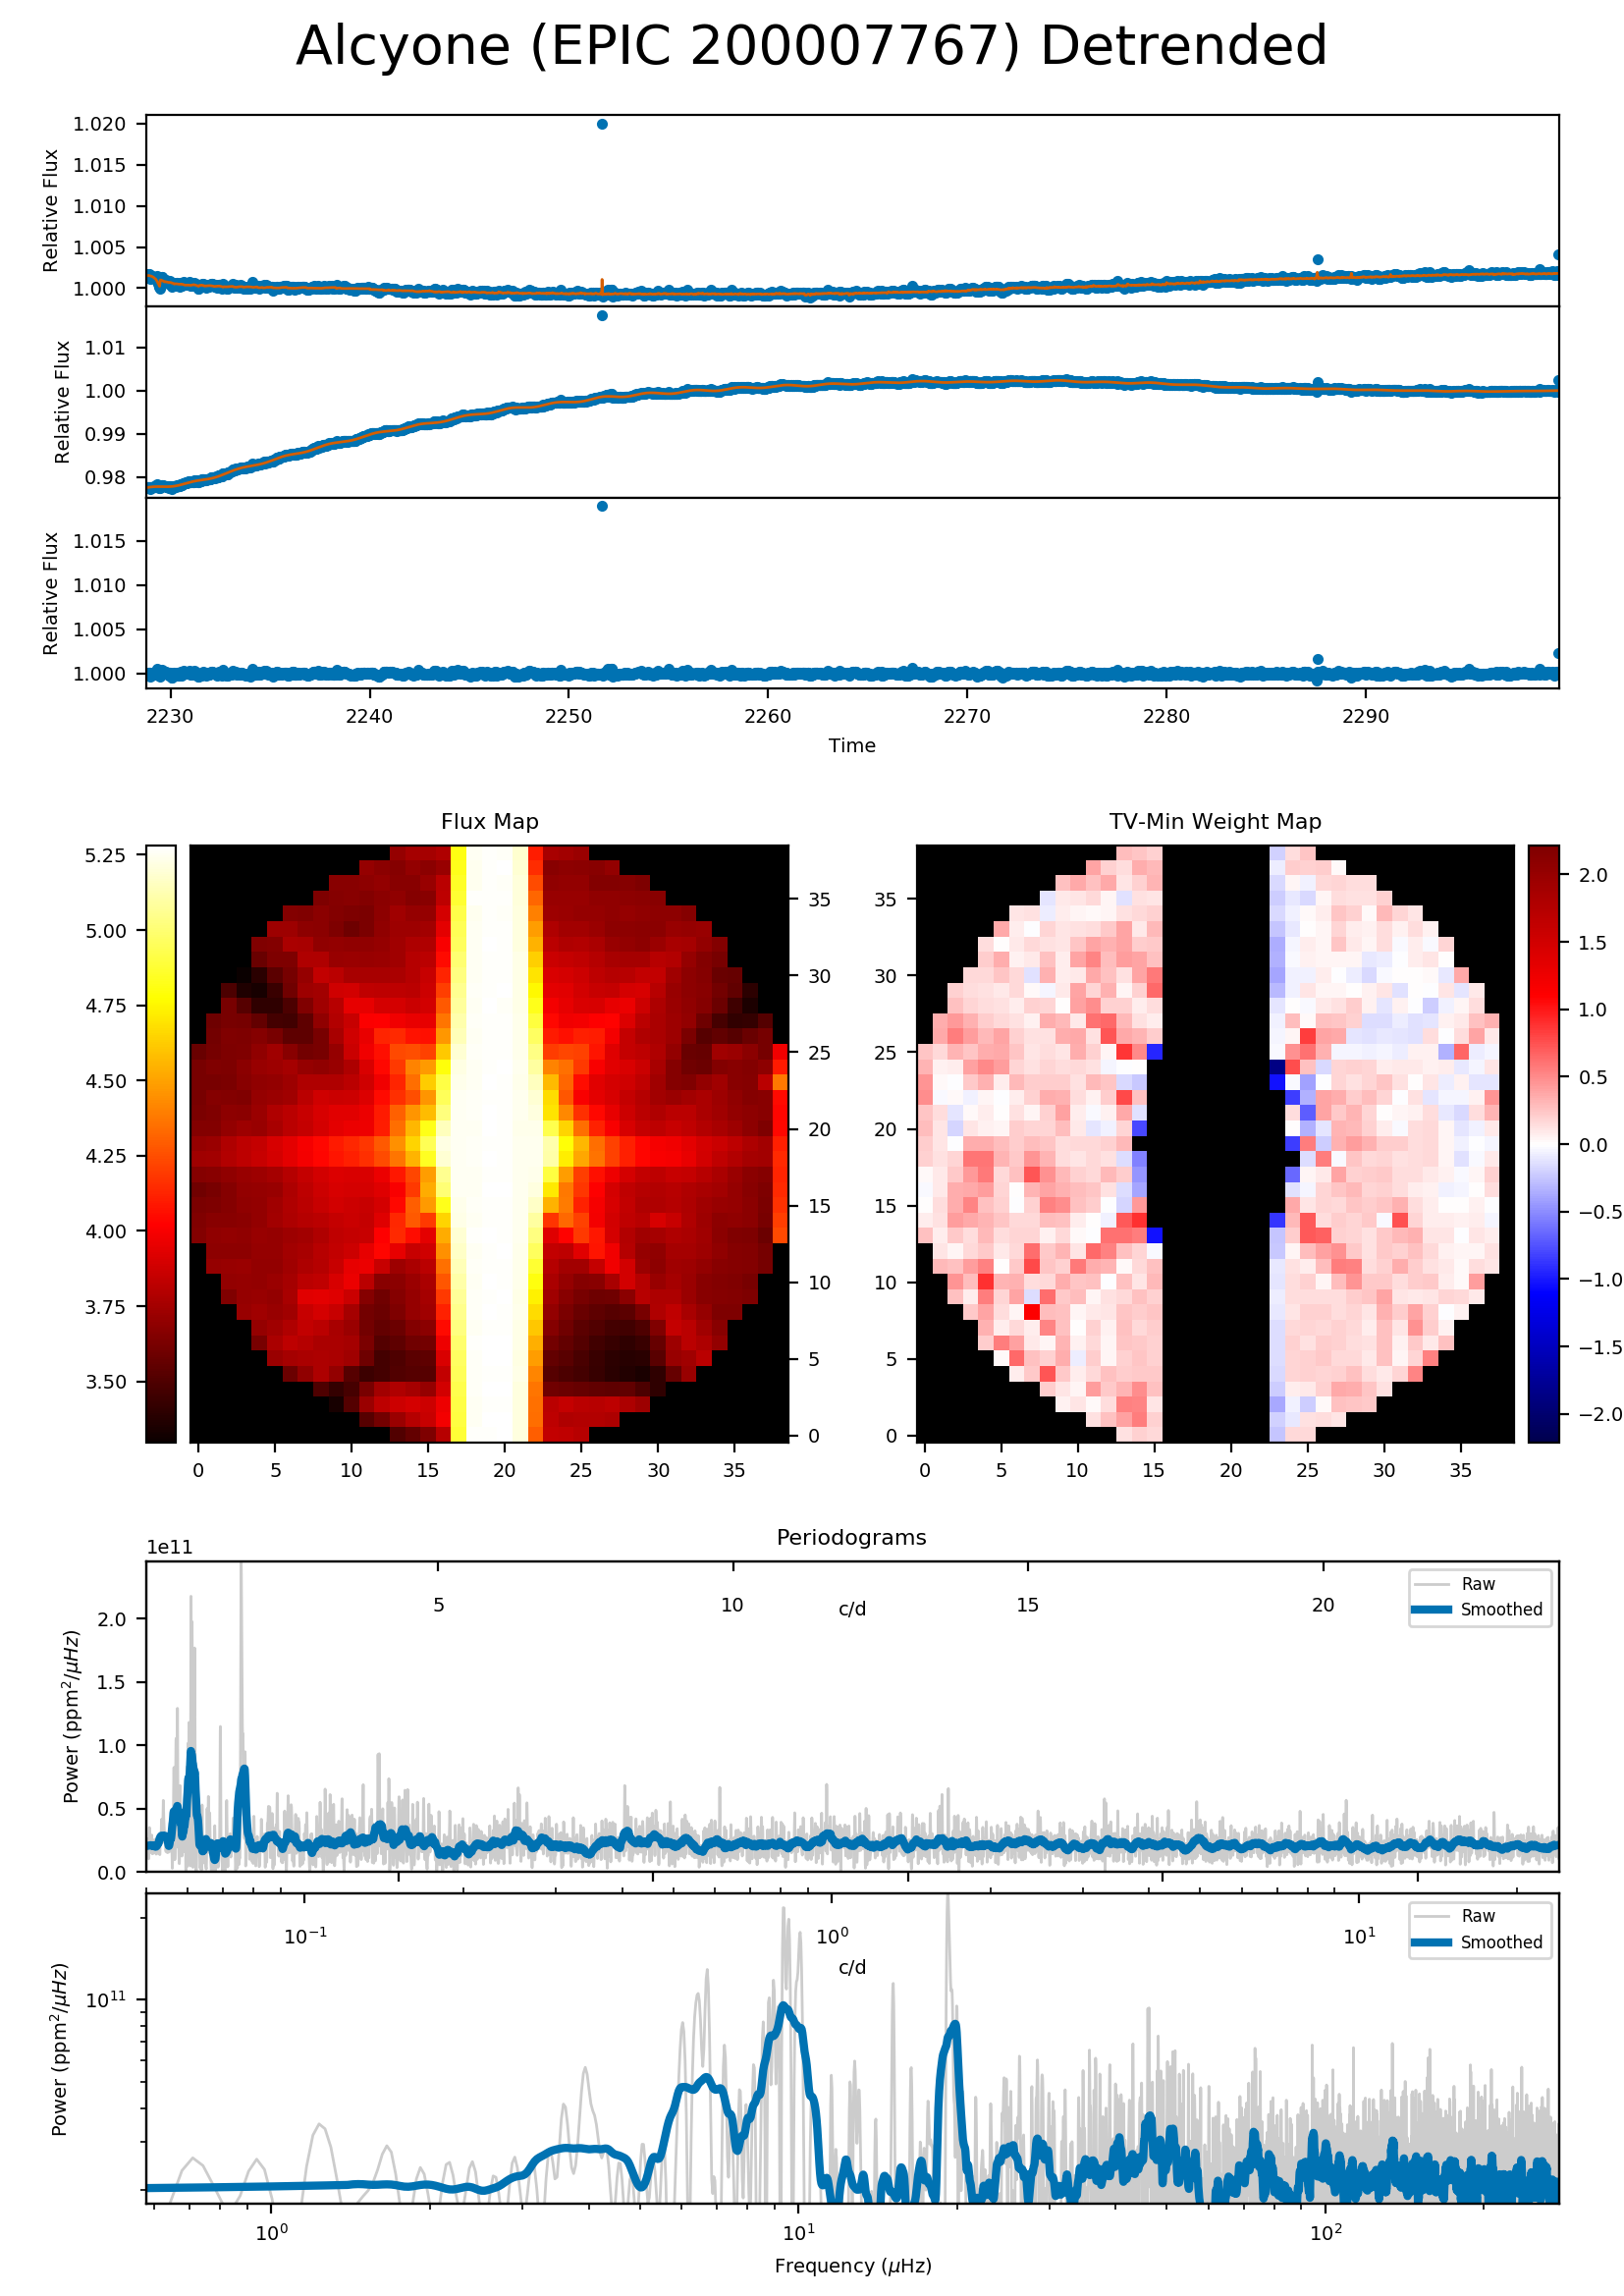 Alcyone (EPIC 200007767) Detrended
1.020
1.015
1.010
1.005
1.000
Relative Flux
1.01
1.00
0.99
0.98
Relative Flux
1.015
1.010
1.005
1.000
Relative Flux
2230 2240 2250 2260 2270 2280 2290
Time
Flux Map
5.25
5.00
4.75
4.50
4.25
4.00
3.75
3.50
35
30
25
20
15
10
5
0
0 5 10 15 20 25 30 35
TV-Min Weight Map
35
30
25
20
15
10
5
0
0 5 10 15 20 25 30 35
2.0
1.5
1.0
0.5
0.0
−0.5
−1.0
−1.5
−2.0
Periodograms
1e11
5 10 15 20
c/d
Raw
Smoothed
2.0
1.5
1.0
0.5
0.0
Power (ppm²/μHz)
10⁻¹ 10⁰ 10¹
c/d
Raw
Smoothed
10¹¹
Power (ppm²/μHz)
10⁰ 10¹ 10²
Frequency (μHz)